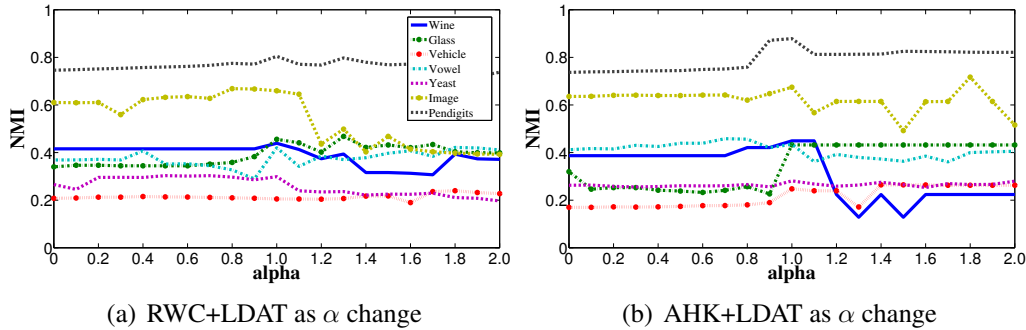 1
0.8
0.6
0.4
0.2
0
NMI
0 0.2 0.4 0.6 0.8 1.0 1.2 1.4 1.6 1.8 2.0
alpha
Wine
Glass
Vehicle
Vowel
Yeast
Image
Pendigits
(a) RWC+LDAT as α change
1
0.8
0.6
0.4
0.2
0
NMI
0 0.2 0.4 0.6 0.8 1.0 1.2 1.4 1.6 1.8 2.0
alpha
(b) AHK+LDAT as α change